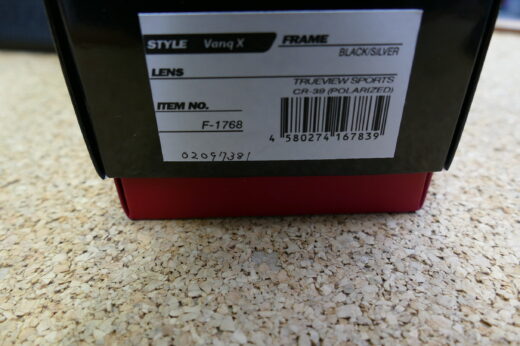 STYLE Vanq X FRAME
BLACK/SILVER
LENS
TRUEVIEW SPORTS
CR-39 (POLARIZED)
ITEM NO.
F-1768
4 580274 167839
02097381